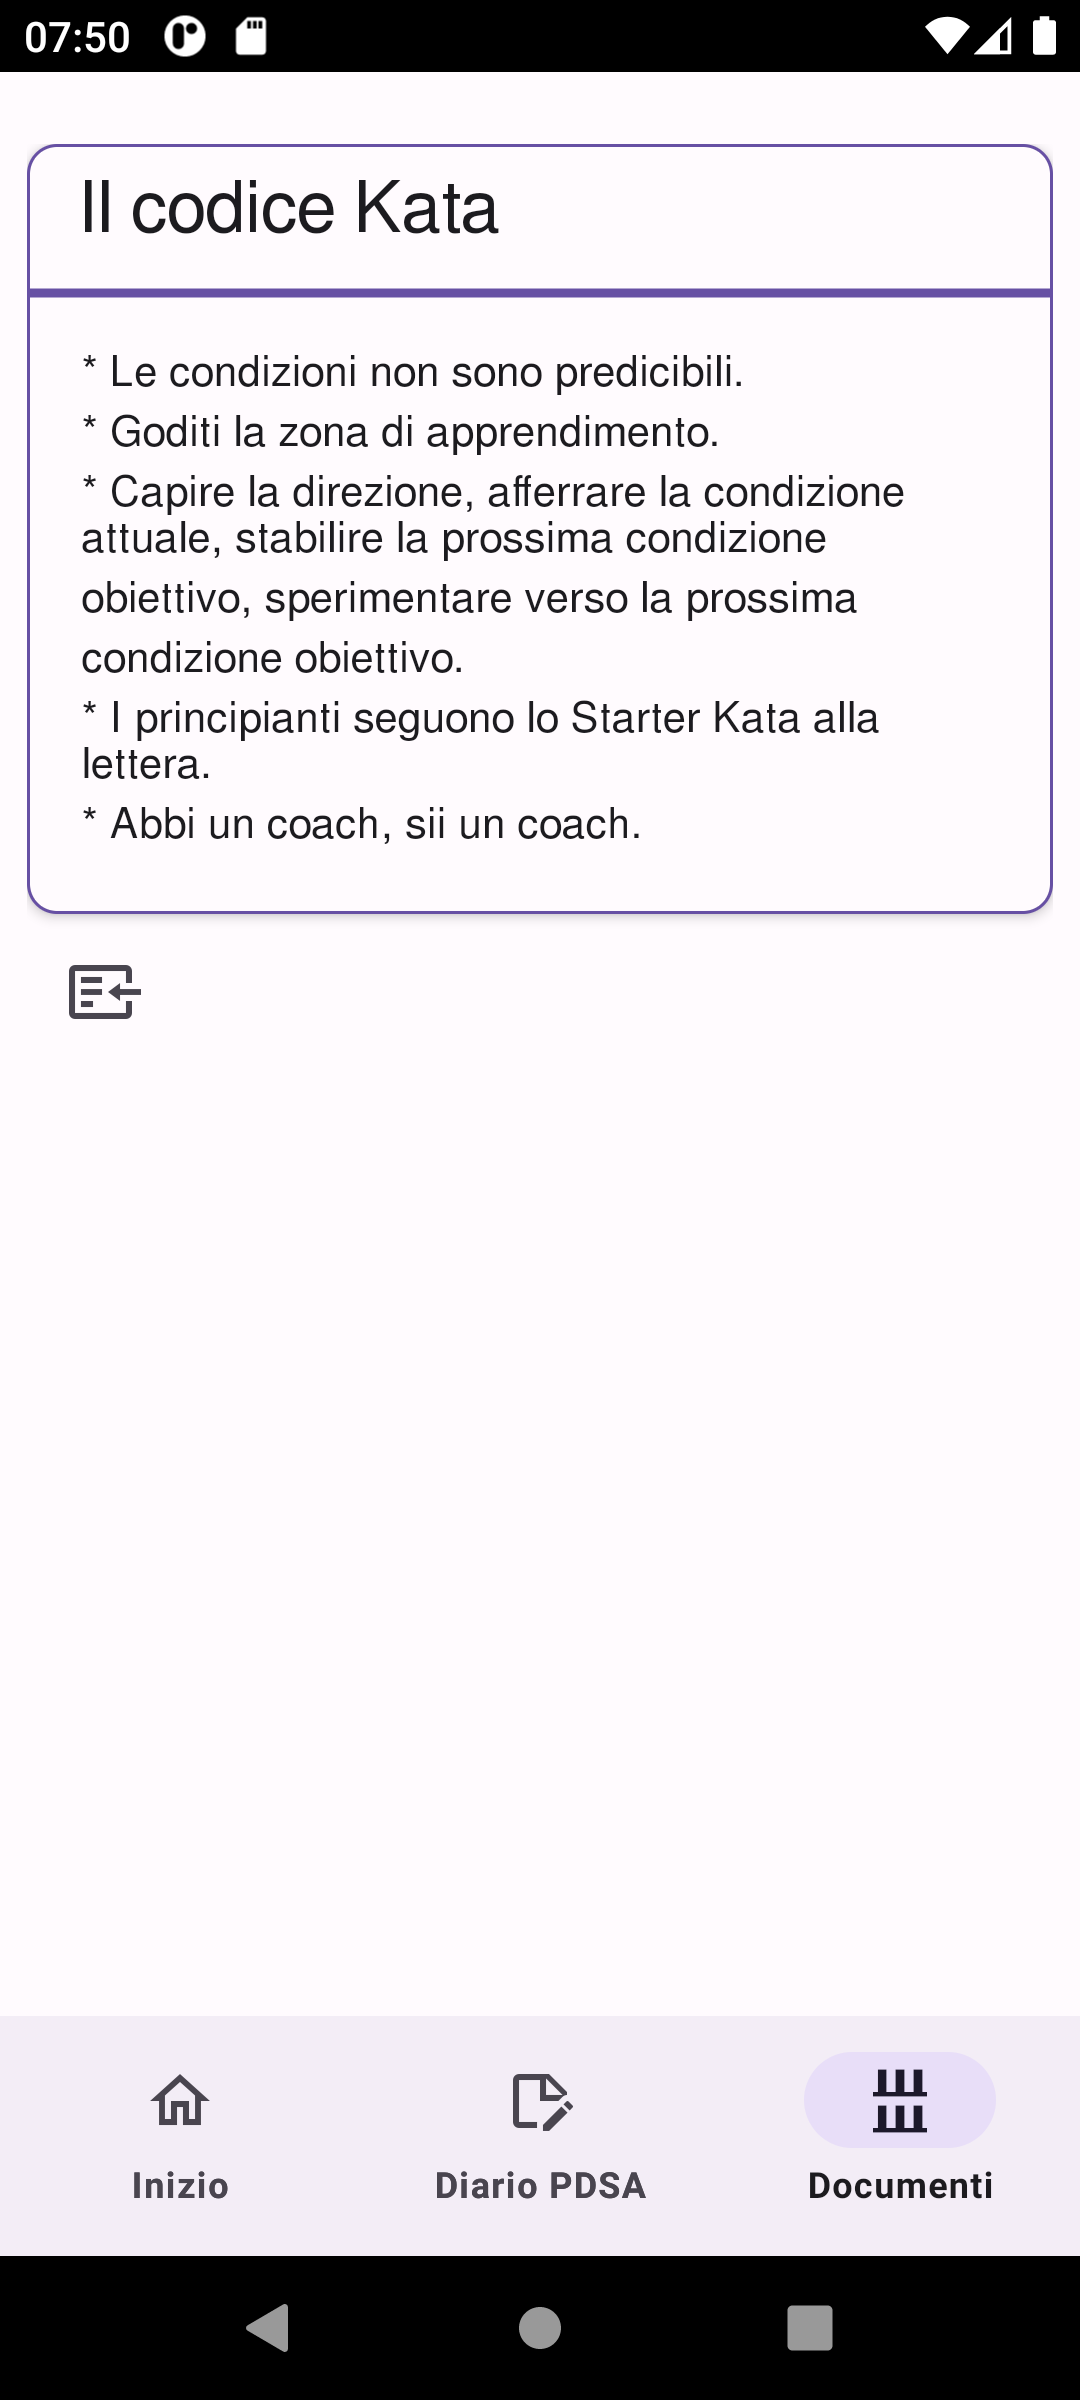 07:50
Il codice Kata
* Le condizioni non sono predicibili.
* Goditi la zona di apprendimento.
* Capire la direzione, afferrare la condizione
attuale, stabilire la prossima condizione
obiettivo, sperimentare verso la prossima
condizione obiettivo.
* I principianti seguono lo Starter Kata alla
lettera.
* Abbi un coach, sii un coach.
Inizio
Diario PDSA
Documenti